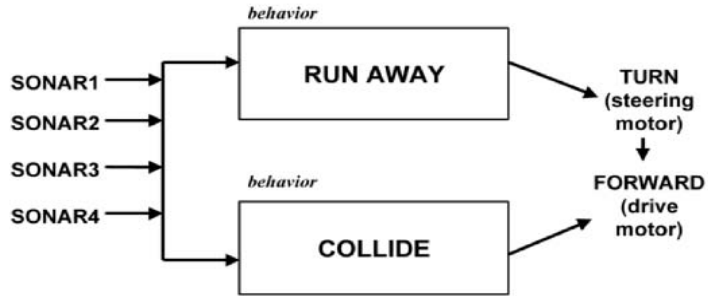 behavior
RUN AWAY
SONAR1
SONAR2
SONAR3
SONAR4
TURN
(steering
motor)
behavior
COLLIDE
FORWARD
(drive
motor)